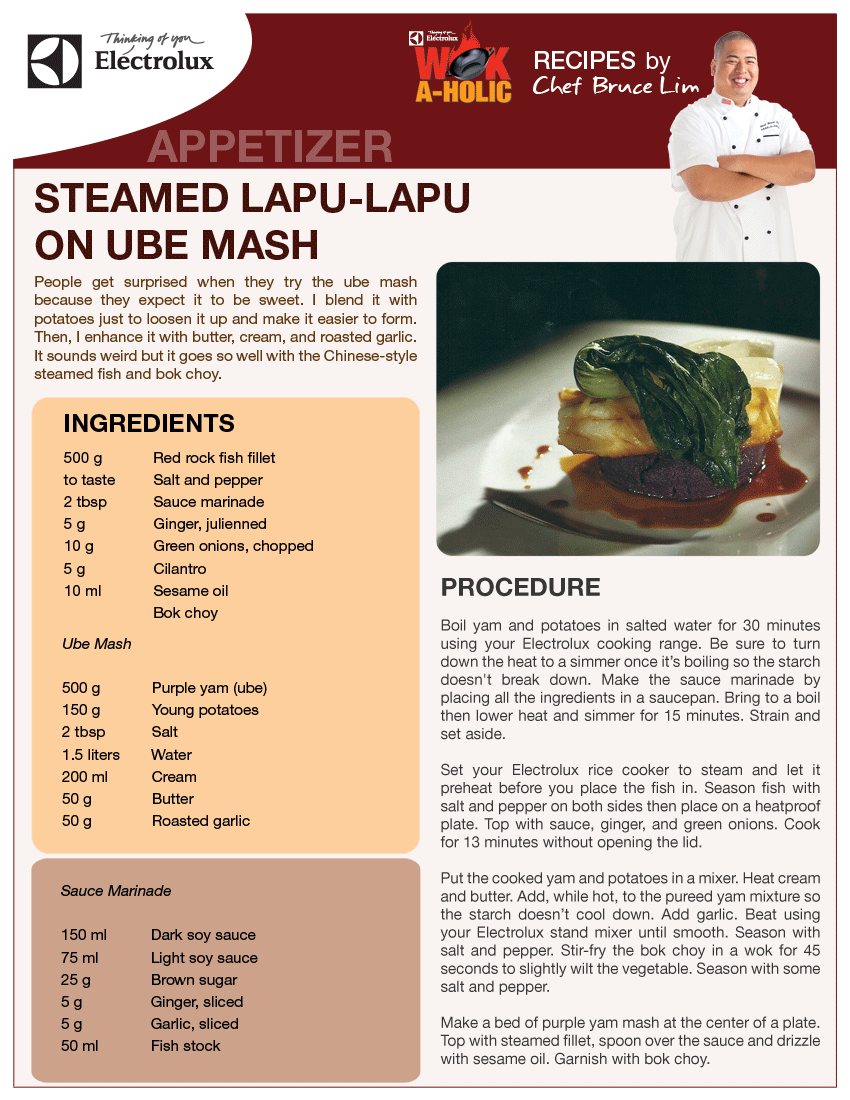 Thinking of you
Electrolux
Thinking of you
Electrolux
WOK
A-HOLIC
RECIPES by
Chef Bruce Lim
APPETIZER
STEAMED LAPU-LAPU
ON UBE MASH
People get surprised when they try the ube mash
because they expect it to be sweet. I blend it with
potatoes just to loosen it up and make it easier to form.
Then, I enhance it with butter, cream, and roasted garlic.
It sounds weird but it goes so well with the Chinese-style
steamed fish and bok choy.
INGREDIENTS
500 g Red rock fish fillet
to taste Salt and pepper
2 tbsp Sauce marinade
5 g Ginger, julienned
10 g Green onions, chopped
5 g Cilantro
10 ml Sesame oil
Bok choy
Ube Mash
500 g Purple yam (ube)
150 g Young potatoes
2 tbsp Salt
1.5 liters Water
200 ml Cream
50 g Butter
50 g Roasted garlic
Sauce Marinade
150 ml Dark soy sauce
75 ml Light soy sauce
25 g Brown sugar
5 g Ginger, sliced
5 g Garlic, sliced
50 ml Fish stock
PROCEDURE
Boil yam and potatoes in salted water for 30 minutes
using your Electrolux cooking range. Be sure to turn
down the heat to a simmer once it's boiling so the starch
doesn't break down. Make the sauce marinade by
placing all the ingredients in a saucepan. Bring to a boil
then lower heat and simmer for 15 minutes. Strain and
set aside.
Set your Electrolux rice cooker to steam and let it
preheat before you place the fish in. Season fish with
salt and pepper on both sides then place on a heatproof
plate. Top with sauce, ginger, and green onions. Cook
for 13 minutes without opening the lid.
Put the cooked yam and potatoes in a mixer. Heat cream
and butter. Add, while hot, to the pureed yam mixture so
the starch doesn't cool down. Add garlic. Beat using
your Electrolux stand mixer until smooth. Season with
salt and pepper. Stir-fry the bok choy in a wok for 45
seconds to slightly wilt the vegetable. Season with some
salt and pepper.
Make a bed of purple yam mash at the center of a plate.
Top with steamed fillet, spoon over the sauce and drizzle
with sesame oil. Garnish with bok choy.